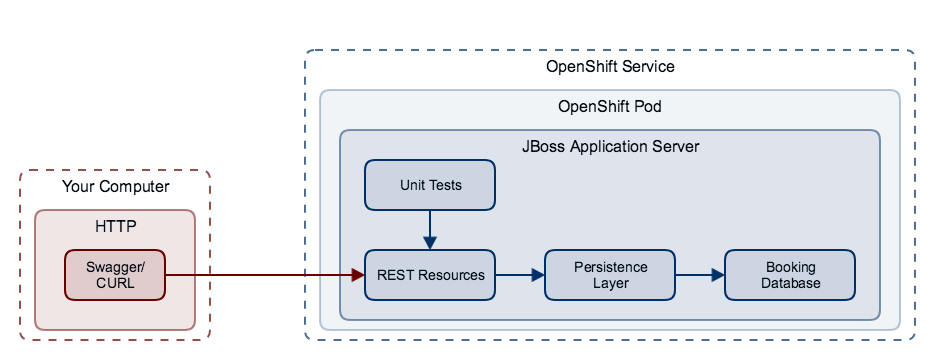 OpenShift Service
OpenShift Pod
JBoss Application Server
Unit Tests
Your Computer
HTTP
Swagger/
CURL
REST Resources
Persistence
Layer
Booking
Database